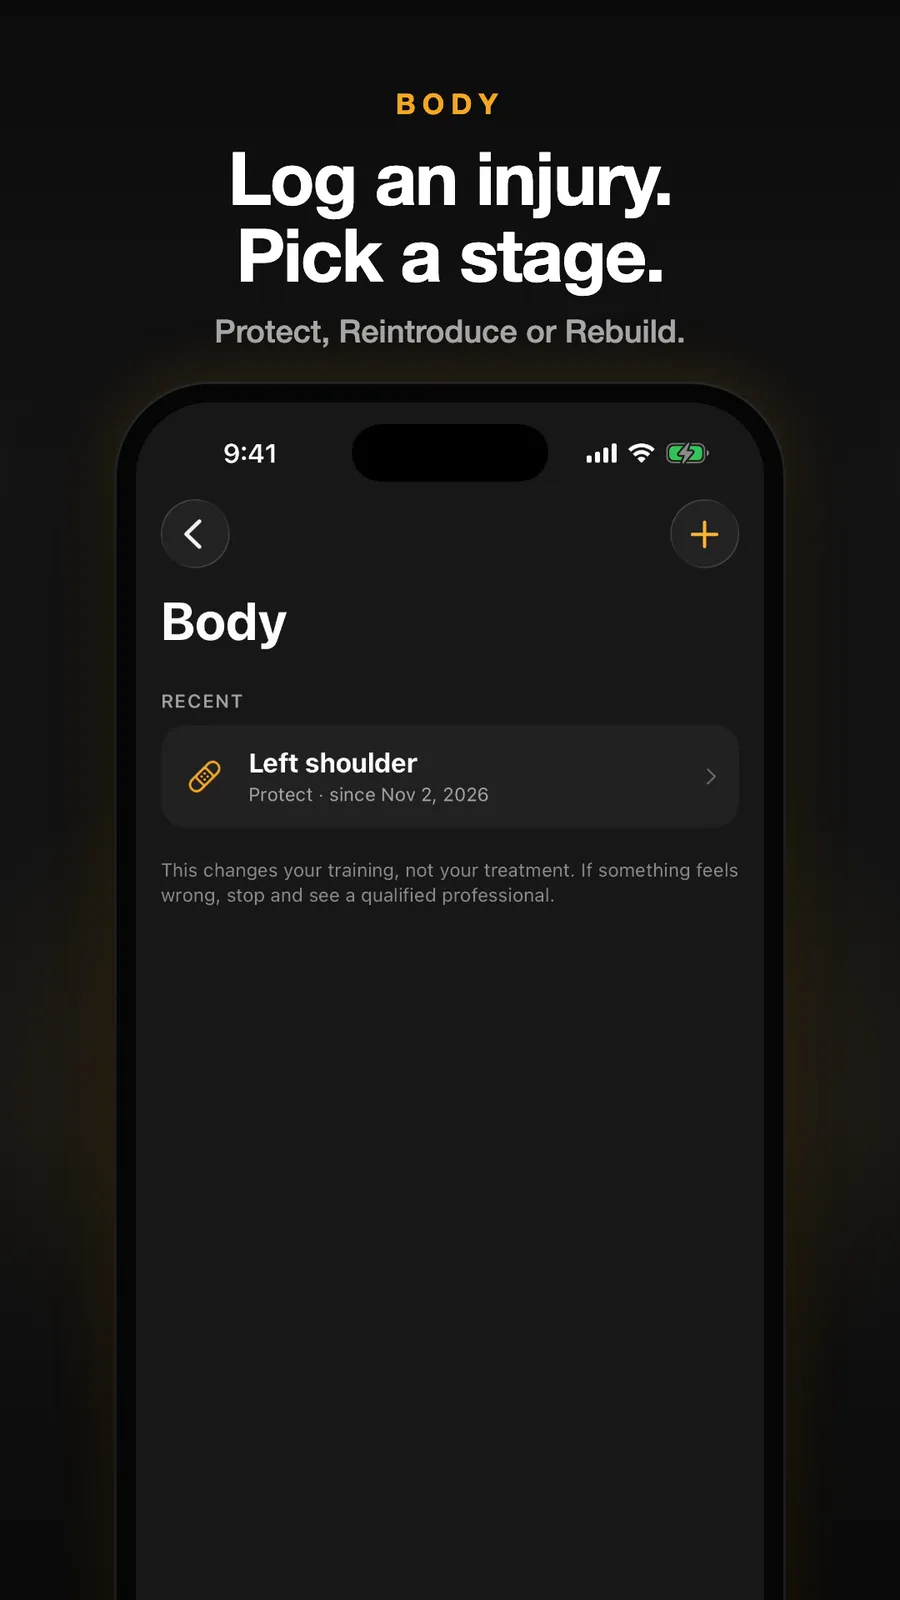 BODY
Log an injury.
Pick a stage.
Protect, Reintroduce or Rebuild.
9:41
Body
RECENT
Left shoulder
Protect · since Nov 2, 2026
This changes your training, not your treatment. If something feels
wrong, stop and see a qualified professional.